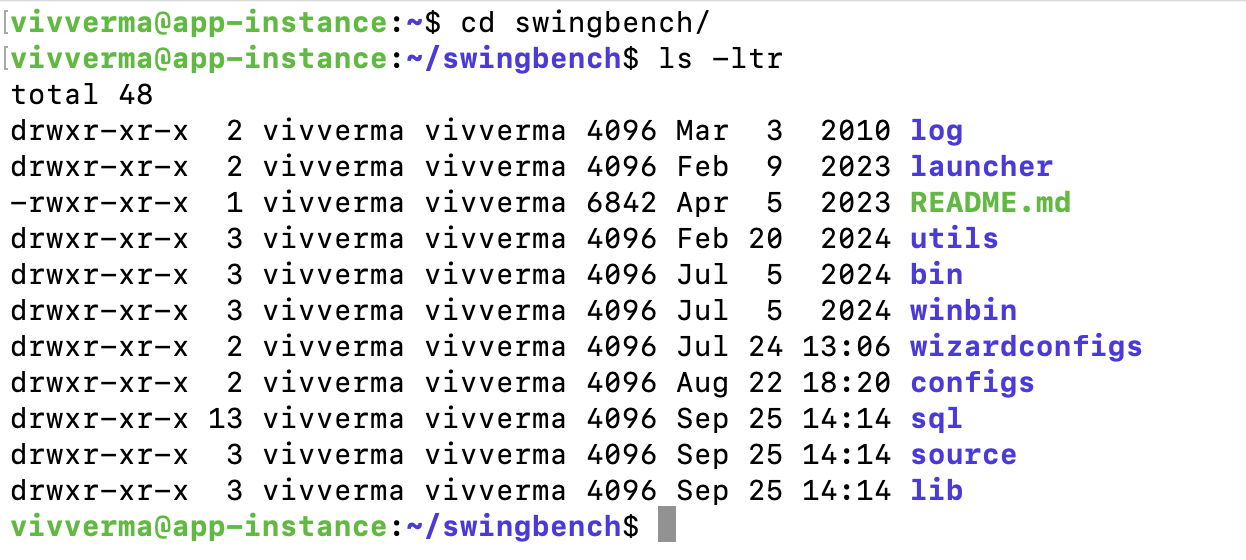 [vivverma@app-instance:~$ cd swingbench/
[vivverma@app-instance:~/swingbench$ ls -ltr
total 48
drwxr-xr-x  2 vivverma vivverma 4096 Mar  3  2010 log
drwxr-xr-x  2 vivverma vivverma 4096 Feb  9  2023 launcher
-rwxr-xr-x  1 vivverma vivverma 6842 Apr  5  2023 README.md
drwxr-xr-x  3 vivverma vivverma 4096 Feb 20  2024 utils
drwxr-xr-x  3 vivverma vivverma 4096 Jul  5  2024 bin
drwxr-xr-x  3 vivverma vivverma 4096 Jul  5  2024 winbin
drwxr-xr-x  2 vivverma vivverma 4096 Jul 24 13:06 wizardconfigs
drwxr-xr-x  2 vivverma vivverma 4096 Aug 22 18:20 configs
drwxr-xr-x 13 vivverma vivverma 4096 Sep 25 14:14 sql
drwxr-xr-x  3 vivverma vivverma 4096 Sep 25 14:14 source
drwxr-xr-x  3 vivverma vivverma 4096 Sep 25 14:14 lib
vivverma@app-instance:~/swingbench$